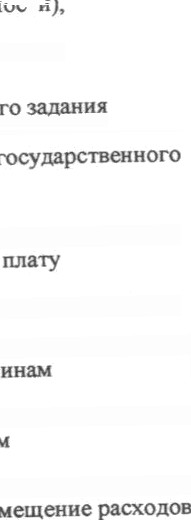 го задания
государственного
плату
инам
м
мещение расходов